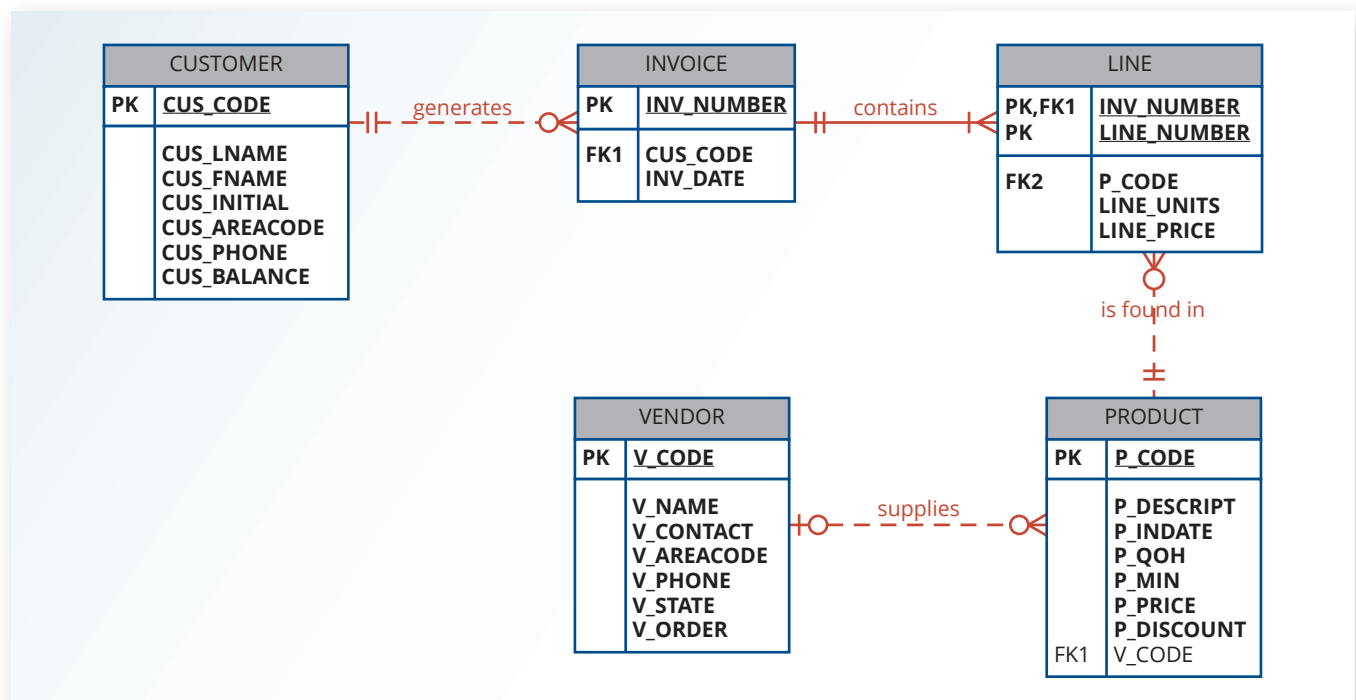 CUSTOMER
PK CUS_CODE
CUS_LNAME
CUS_FNAME
CUS_INITIAL
CUS_AREACODE
CUS_PHONE
CUS_BALANCE
generates
INVOICE
PK INV_NUMBER
FK1 CUS_CODE
INV_DATE
contains
LINE
PK,FK1 INV_NUMBER
PK LINE_NUMBER
FK2 P_CODE
LINE_UNITS
LINE_PRICE
is found in
VENDOR
PK V_CODE
V_NAME
V_CONTACT
V_AREACODE
V_PHONE
V_STATE
V_ORDER
supplies
PRODUCT
PK P_CODE
P_DESCRIPT
P_INDATE
P_QOH
P_MIN
P_PRICE
P_DISCOUNT
FK1 V_CODE